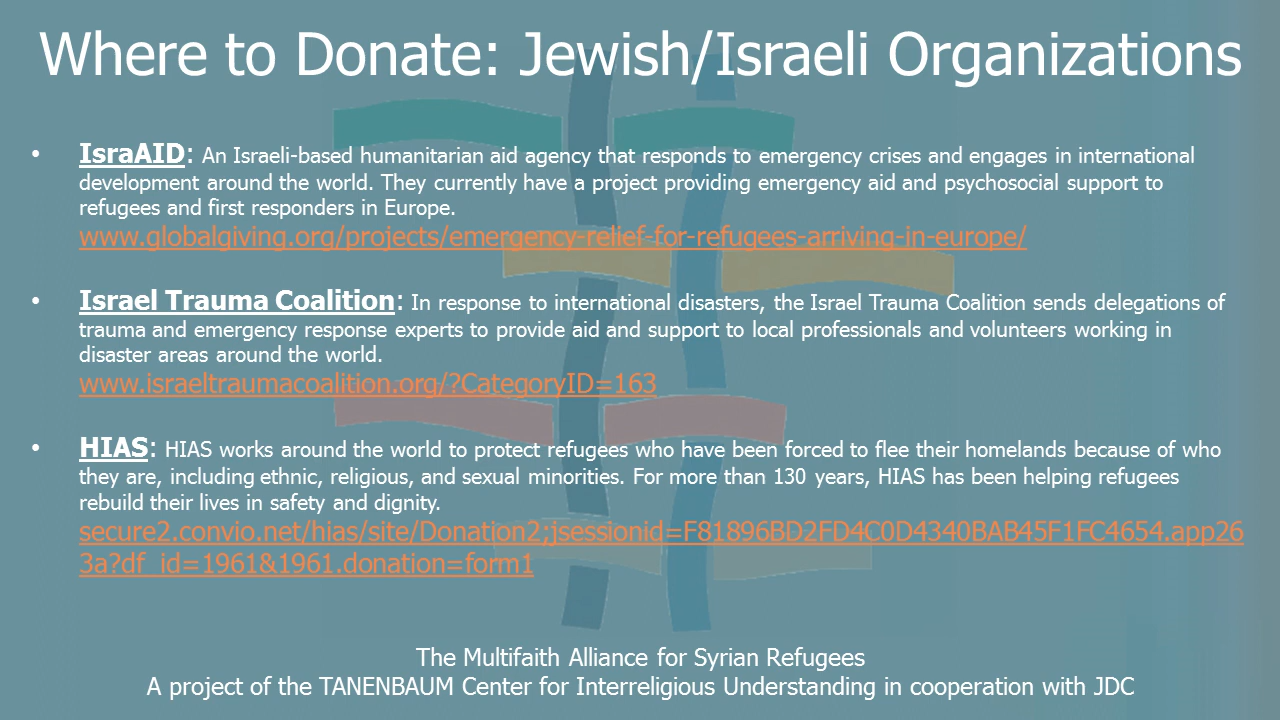 Where to Donate: Jewish/Israeli Organizations
• IsraAID: An Israeli-based humanitarian aid agency that responds to emergency crises and engages in international
development around the world. They currently have a project providing emergency aid and psychosocial support to
refugees and first responders in Europe.
www.globalgiving.org/projects/emergency-relief-for-refugees-arriving-in-europe/
• Israel Trauma Coalition: In response to international disasters, the Israel Trauma Coalition sends delegations of
trauma and emergency response experts to provide aid and support to local professionals and volunteers working in
disaster areas around the world.
www.israeltraumacoalition.org/?CategoryID=163
• HIAS: HIAS works around the world to protect refugees who have been forced to flee their homelands because of who
they are, including ethnic, religious, and sexual minorities. For more than 130 years, HIAS has been helping refugees
rebuild their lives in safety and dignity.
secure2.convio.net/hias/site/Donation2;jsessionid=F81896BD2FD4C0D4340BAB45F1FC4654.app26
3a?df_id=1961&1961.donation=form1
The Multifaith Alliance for Syrian Refugees
A project of the TANENBAUM Center for Interreligious Understanding in cooperation with JDC